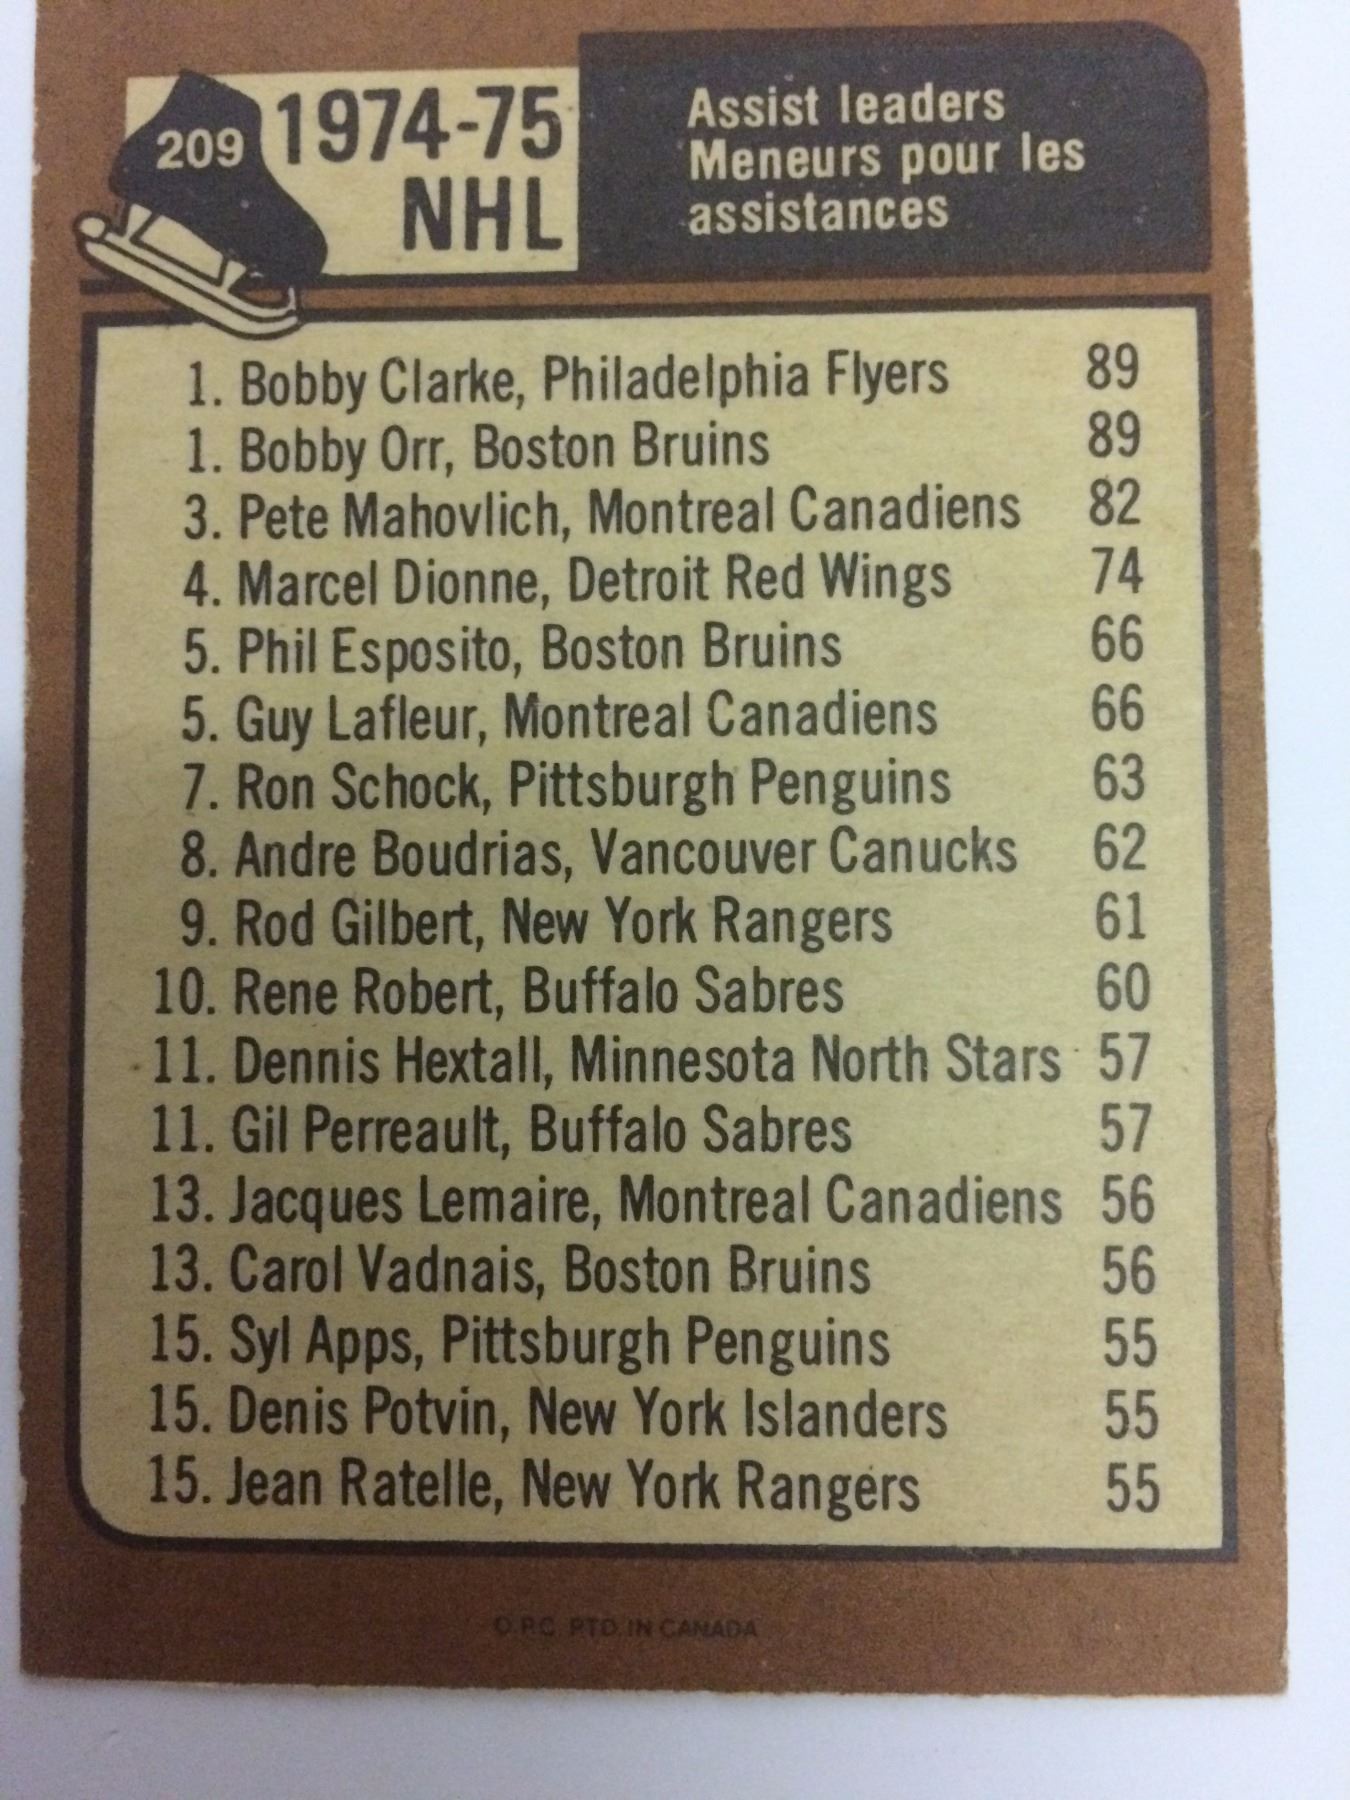 209
1974-75
NHL
Assist leaders
Meneurs pour les
assistances
1. Bobby Clarke, Philadelphia Flyers 89
1. Bobby Orr, Boston Bruins 89
3. Pete Mahovlich, Montreal Canadiens 82
4. Marcel Dionne, Detroit Red Wings 74
5. Phil Esposito, Boston Bruins 66
5. Guy Lafleur, Montreal Canadiens 66
7. Ron Schock, Pittsburgh Penguins 63
8. Andre Boudrias, Vancouver Canucks 62
9. Rod Gilbert, New York Rangers 61
10. Rene Robert, Buffalo Sabres 60
11. Dennis Hextall, Minnesota North Stars 57
11. Gil Perreault, Buffalo Sabres 57
13. Jacques Lemaire, Montreal Canadiens 56
13. Carol Vadnais, Boston Bruins 56
15. Syl Apps, Pittsburgh Penguins 55
15. Denis Potvin, New York Islanders 55
15. Jean Ratelle, New York Rangers 55
O.P.C. PTD. IN CANADA